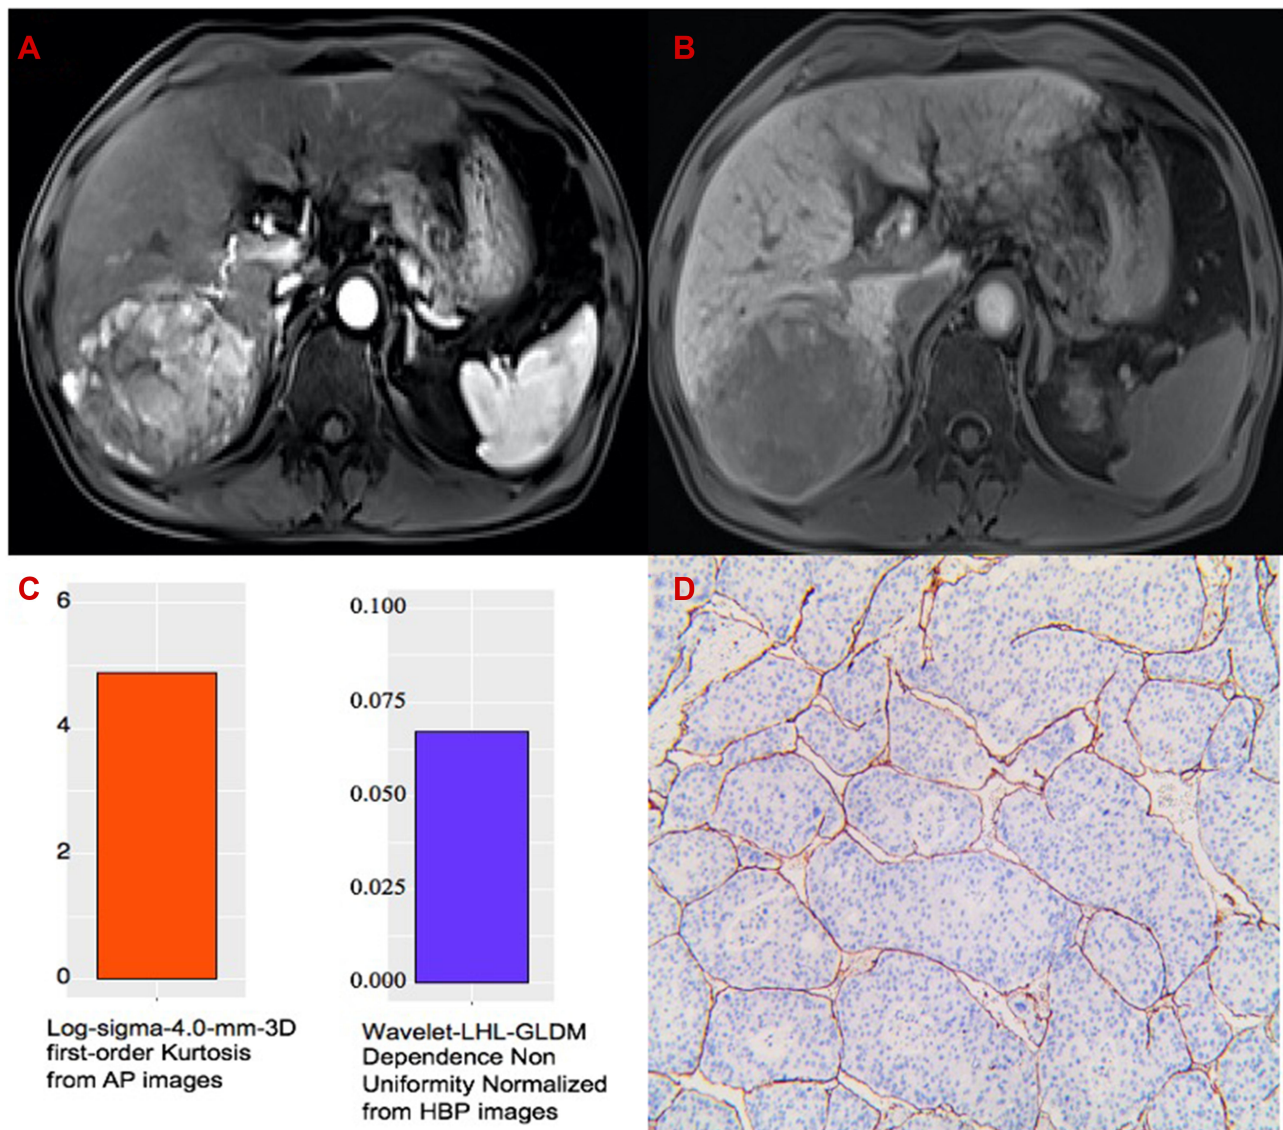 A
B
C
6
4
2
0
Log-sigma-4.0-mm-3D
first-order Kurtosis
from AP images
0.100
0.075
0.050
0.025
0.000
Wavelet-LHL-GLDM
Dependence Non
Uniformity Normalized
from HBP images
D